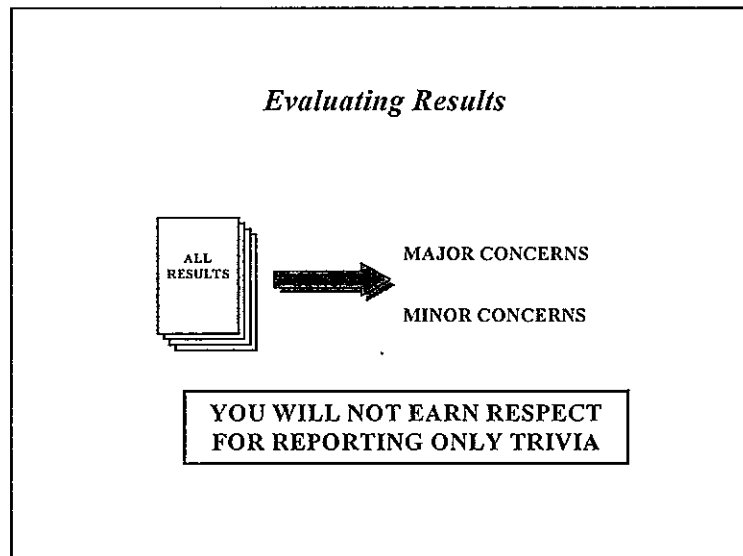 Evaluating Results
ALL
RESULTS
MAJOR CONCERNS
MINOR CONCERNS
YOU WILL NOT EARN RESPECT
FOR REPORTING ONLY TRIVIA